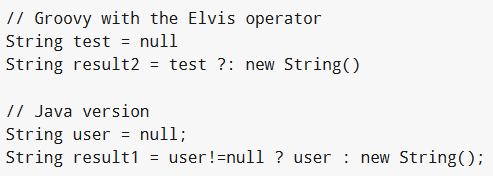 // Groovy with the Elvis operator
String test = null
String result2 = test ?: new String()
// Java version
String user = null;
String result1 = user!=null ? user : new String();